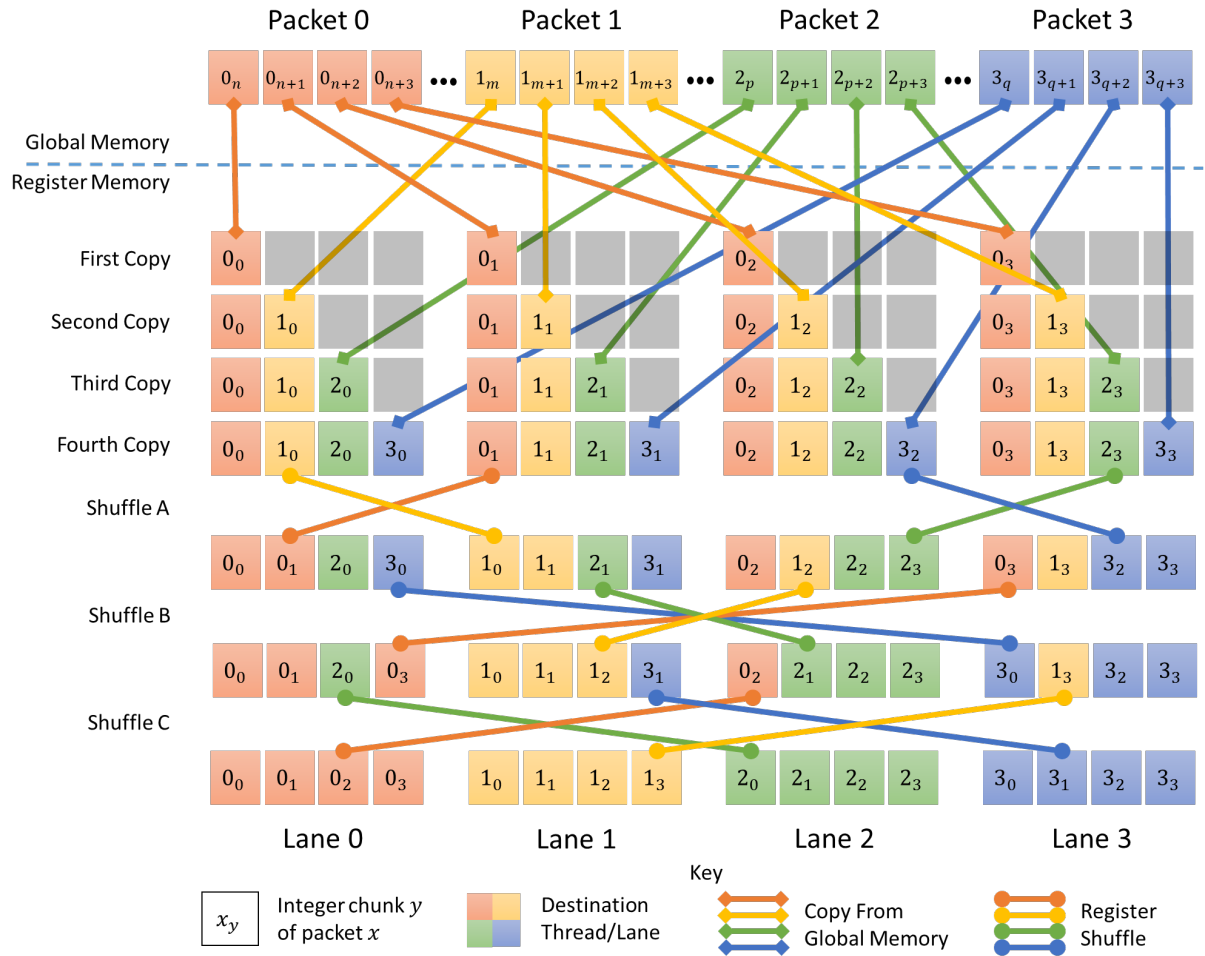 Packet 0 Packet 1 Packet 2 Packet 3
0ₙ 0ₙ₊₁ 0ₙ₊₂ 0ₙ₊₃ ••• 1ₘ 1ₘ₊₁ 1ₘ₊₂ 1ₘ₊₃ ••• 2ₚ 2ₚ₊₁ 2ₚ₊₂ 2ₚ₊₃ ••• 3_q 3_{q+1} 3_{q+2} 3_{q+3}
Global Memory
Register Memory
First Copy 0₀ 0₁ 0₂ 0₃
Second Copy 0₀ 1₀ 0₁ 1₁ 0₂ 1₂ 0₃ 1₃
Third Copy 0₀ 1₀ 2₀ 0₁ 1₁ 2₁ 0₂ 1₂ 2₂ 0₃ 1₃ 2₃
Fourth Copy 0₀ 1₀ 2₀ 3₀ 0₁ 1₁ 2₁ 3₁ 0₂ 1₂ 2₂ 3₂ 0₃ 1₃ 2₃ 3₃
Shuffle A
0₀ 0₁ 2₀ 3₀ 1₀ 1₁ 2₁ 3₁ 0₂ 1₂ 2₂ 2₃ 0₃ 1₃ 3₂ 3₃
Shuffle B
0₀ 0₁ 2₀ 0₃ 1₀ 1₁ 1₂ 3₁ 0₂ 2₁ 2₂ 2₃ 3₀ 1₃ 3₂ 3₃
Shuffle C
0₀ 0₁ 0₂ 0₃ 1₀ 1₁ 1₂ 1₃ 2₀ 2₁ 2₂ 2₃ 3₀ 3₁ 3₂ 3₃
Lane 0 Lane 1 Lane 2 Lane 3
Key
x_y
Integer chunk y
of packet x
Destination
Thread/Lane
Copy From
Global Memory
Register
Shuffle